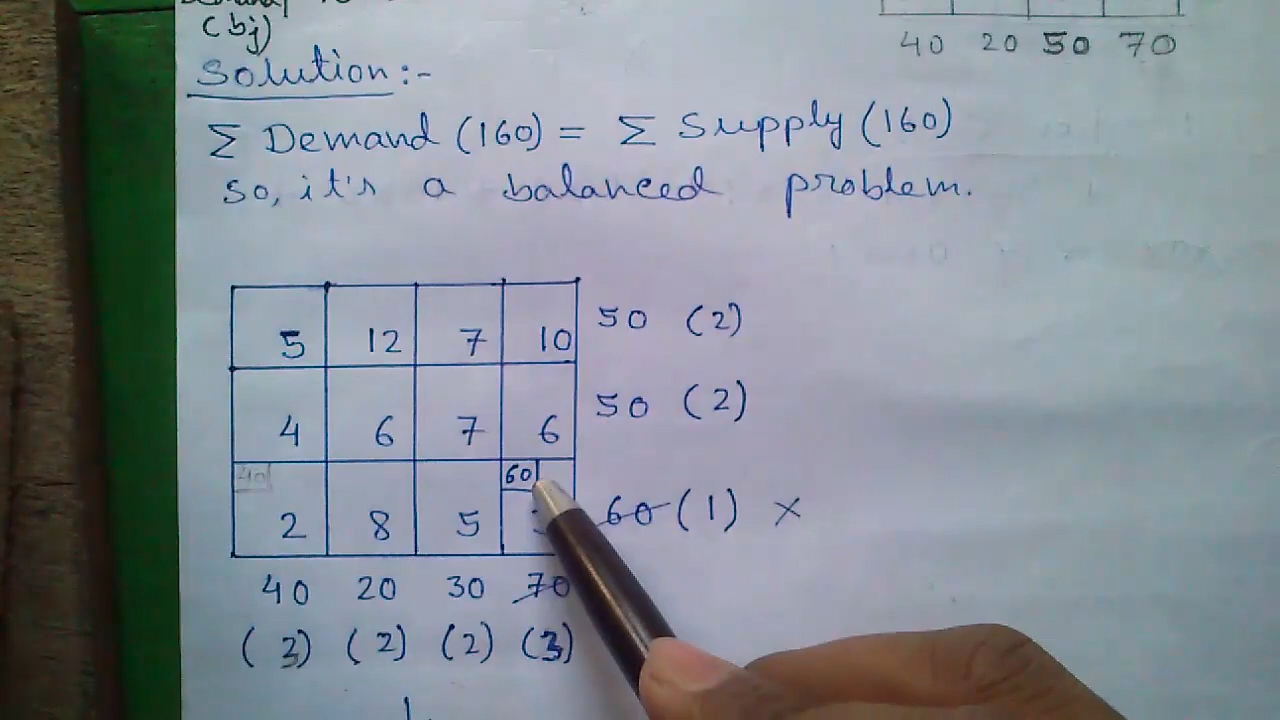 (bj)
40 20 50 70
Solution:-
Σ Demand (160) = Σ Supply (160)
So, it's a balanced problem.
5 12 7 10 50 (2)
4 6 7 6 50 (2)
40 60
2 8 5 60 (1) ×
40 20 30 70
(3) (2) (2) (3)